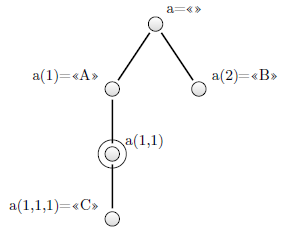 a=«»
a(1)=«A»
a(2)=«B»
a(1,1)
a(1,1,1)=«C»